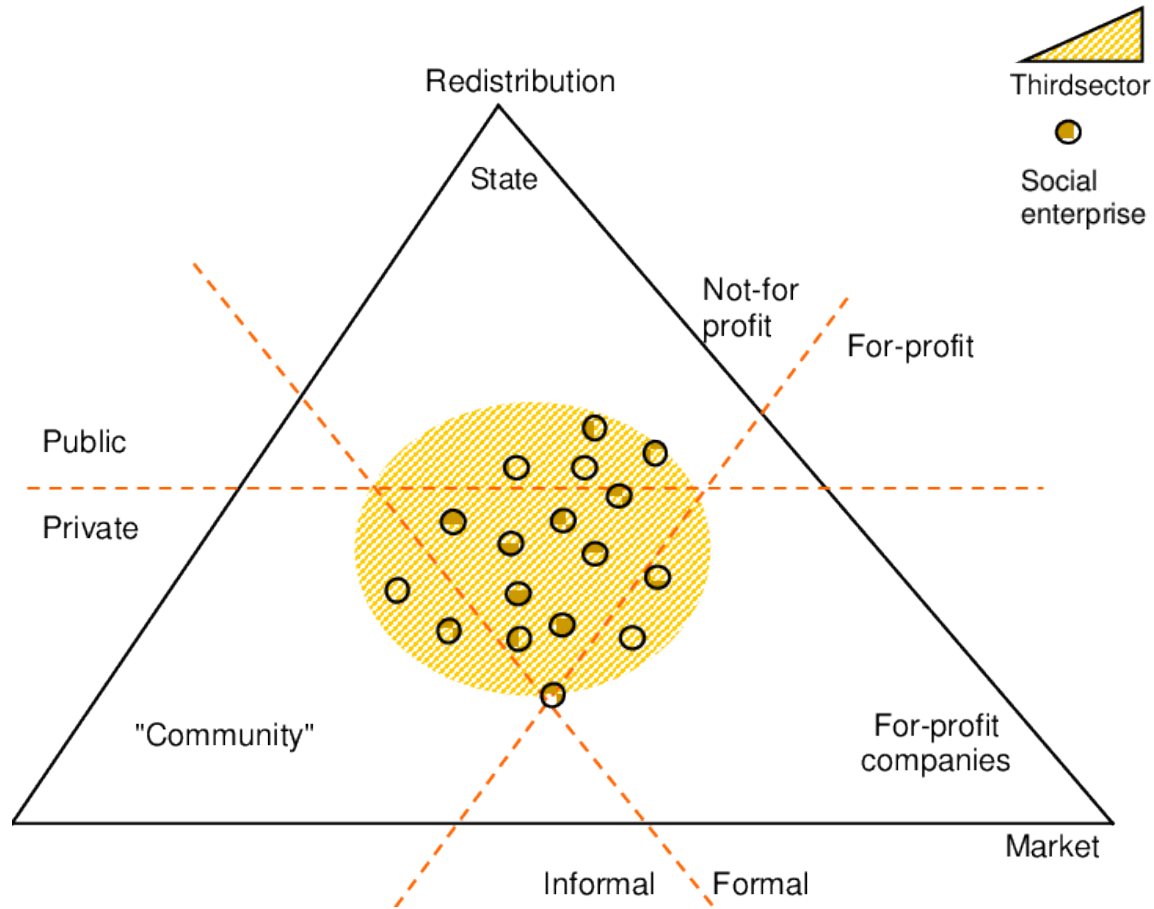 Redistribution
State
Thirdsector
Social
enterprise
Not-for
profit
For-profit
Public
Private
"Community"
For-profit
companies
Market
Informal
Formal